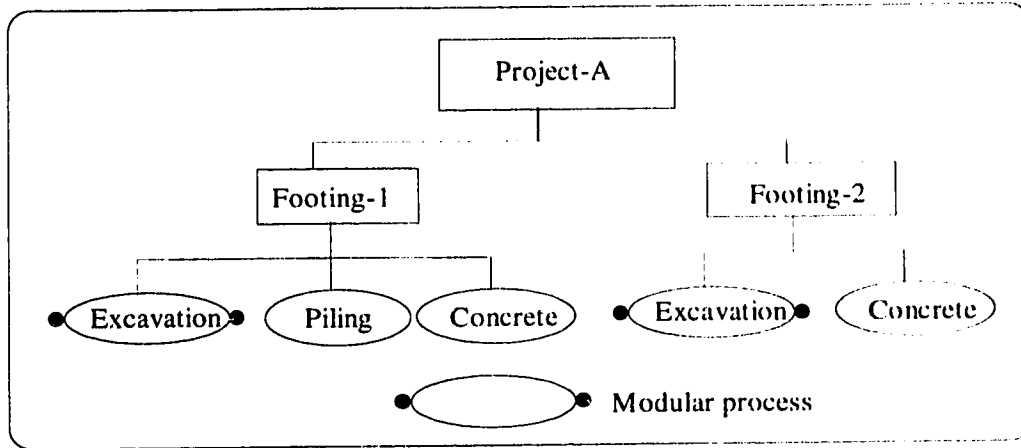 Project-A
Footing-1
Footing-2
Excavation
Piling
Concrete
Excavation
Concrete
Modular process